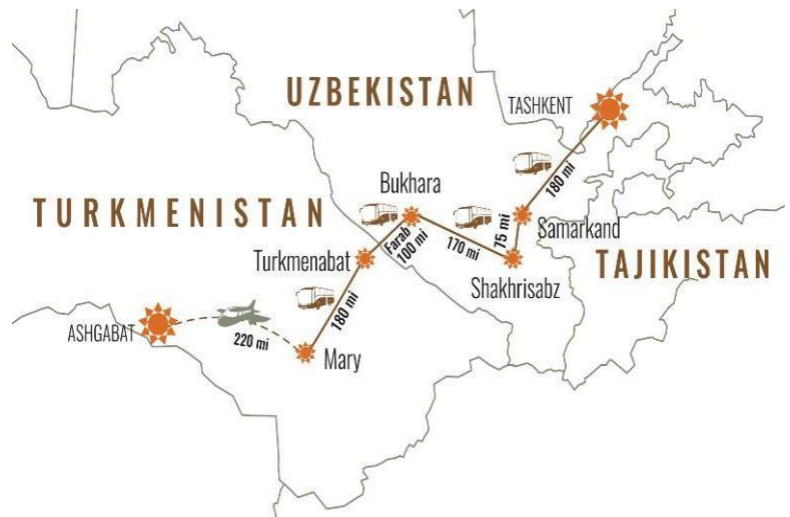 UZBEKISTAN
TASHKENT
180 mi
Bukhara
TURKMENISTAN
Farab
100 mi
170 mi
75 mi
Samarkand
Turkmenabat
Shakhrisabz
TAJIKISTAN
180 mi
ASHGABAT
220 mi
Mary